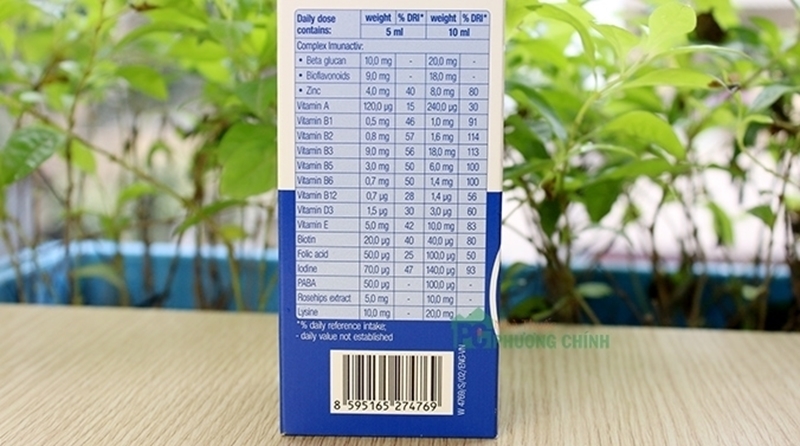 Daily dose contains: weight % DRI* weight % DRI*
5 ml 10 ml
Complex Imunactiv:
• Beta glucan 10,0 mg - 20,0 mg -
• Bioflavonoids 9,0 mg - 18,0 mg -
• Zinc 4,0 mg 40 8,0 mg 80
Vitamin A 120,0 µg 15 240,0 µg 30
Vitamin B1 0,5 mg 46 1,0 mg 91
Vitamin B2 0,8 mg 57 1,6 mg 114
Vitamin B3 9,0 mg 56 18,0 mg 113
Vitamin B5 3,0 mg 50 6,0 mg 100
Vitamin B6 0,7 mg 50 1,4 mg 100
Vitamin B12 0,7 µg 28 1,4 µg 56
Vitamin D3 1,5 µg 30 3,0 µg 60
Vitamin E 5,0 mg 42 10,0 mg 83
Biotin 20,0 µg 40 40,0 µg 80
Folic acid 50,0 µg 25 100,0 µg 50
Iodine 70,0 µg 47 140,0 µg 93
PABA 50,0 µg - 100,0 µg -
Rosehips extract 5,0 mg - 10,0 mg -
Lysine 10,0 mg - 20,0 mg
*% daily reference intake;
- daily value not established
PHUONG CHINH
8 595165 274769
W 4769/S/02/ENG-VN